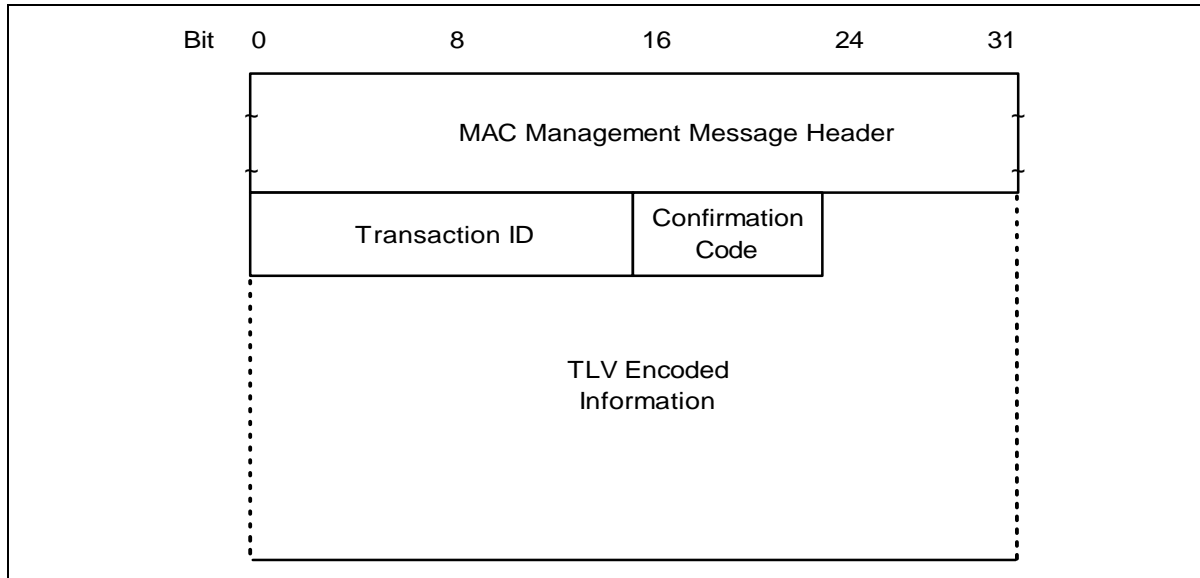 Bit 0 8 16 24 31
~ ~
MAC Management Message Header
~ ~
Transaction ID
Confirmation
Code
TLV Encoded
Information